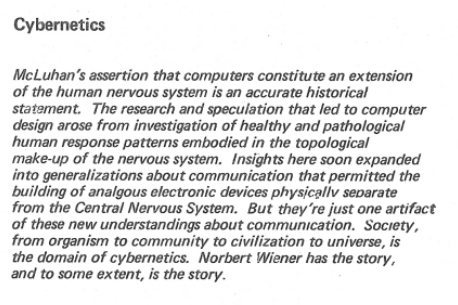 Cybernetics
McLuhan's assertion that computers constitute an extension
of the human nervous system is an accurate historical
statement. The research and speculation that led to computer
design arose from investigation of healthy and pathological
human response patterns embodied in the topological
make-up of the nervous system. Insights here soon expanded
into generalizations about communication that permitted the
building of analgous electronic devices physically separate
from the Central Nervous System. But they're just one artifact
of these new understandings about communication. Society,
from organism to community to civilization to universe, is
the domain of cybernetics. Norbert Wiener has the story,
and to some extent, is the story.